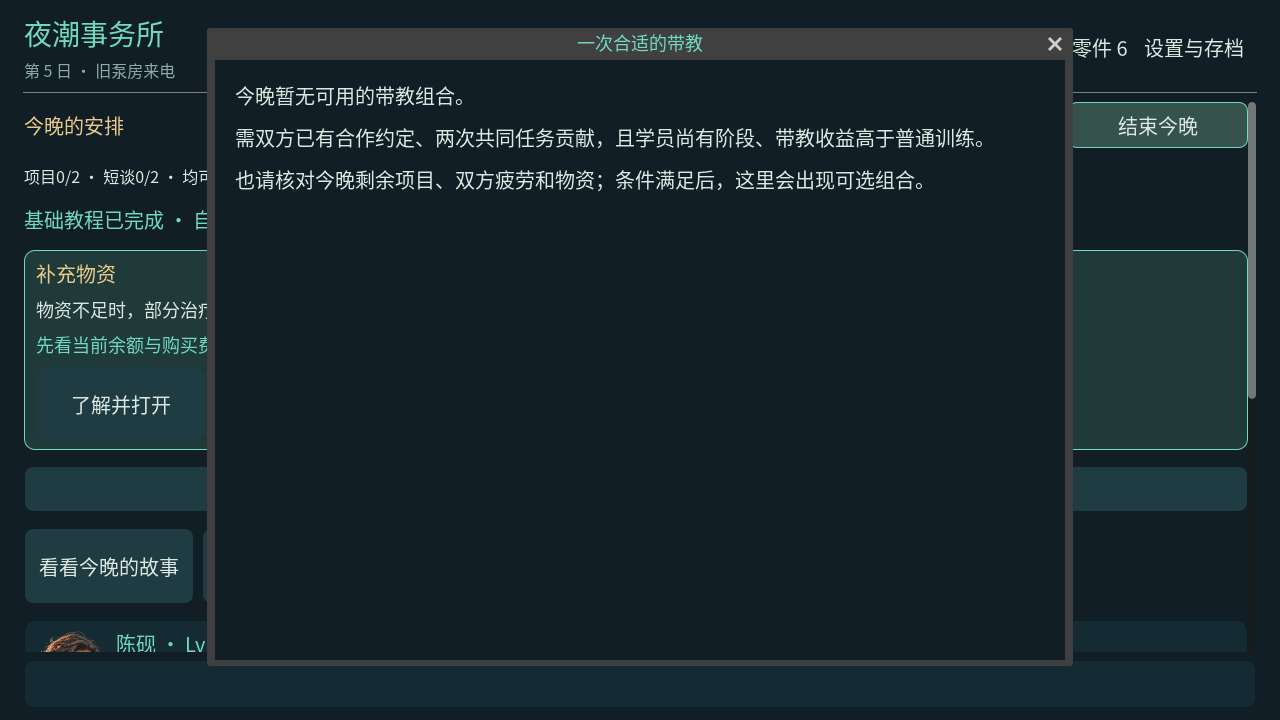 夜潮事务所
第 5 日 · 旧泵房来电
零件 6 设置与存档
一次合适的带教
今晚暂无可用的带教组合。
需双方已有合作约定、两次共同任务贡献，且学员尚有阶段、带教收益高于普通训练。
也请核对今晚剩余项目、双方疲劳和物资；条件满足后，这里会出现可选组合。
今晚的安排
结束今晚
项目0/2 · 短谈0/2 · 均可
基础教程已完成 · 自
补充物资
物资不足时，部分治疗
先看当前余额与购买费
了解并打开
看看今晚的故事
陈砚 · Lv